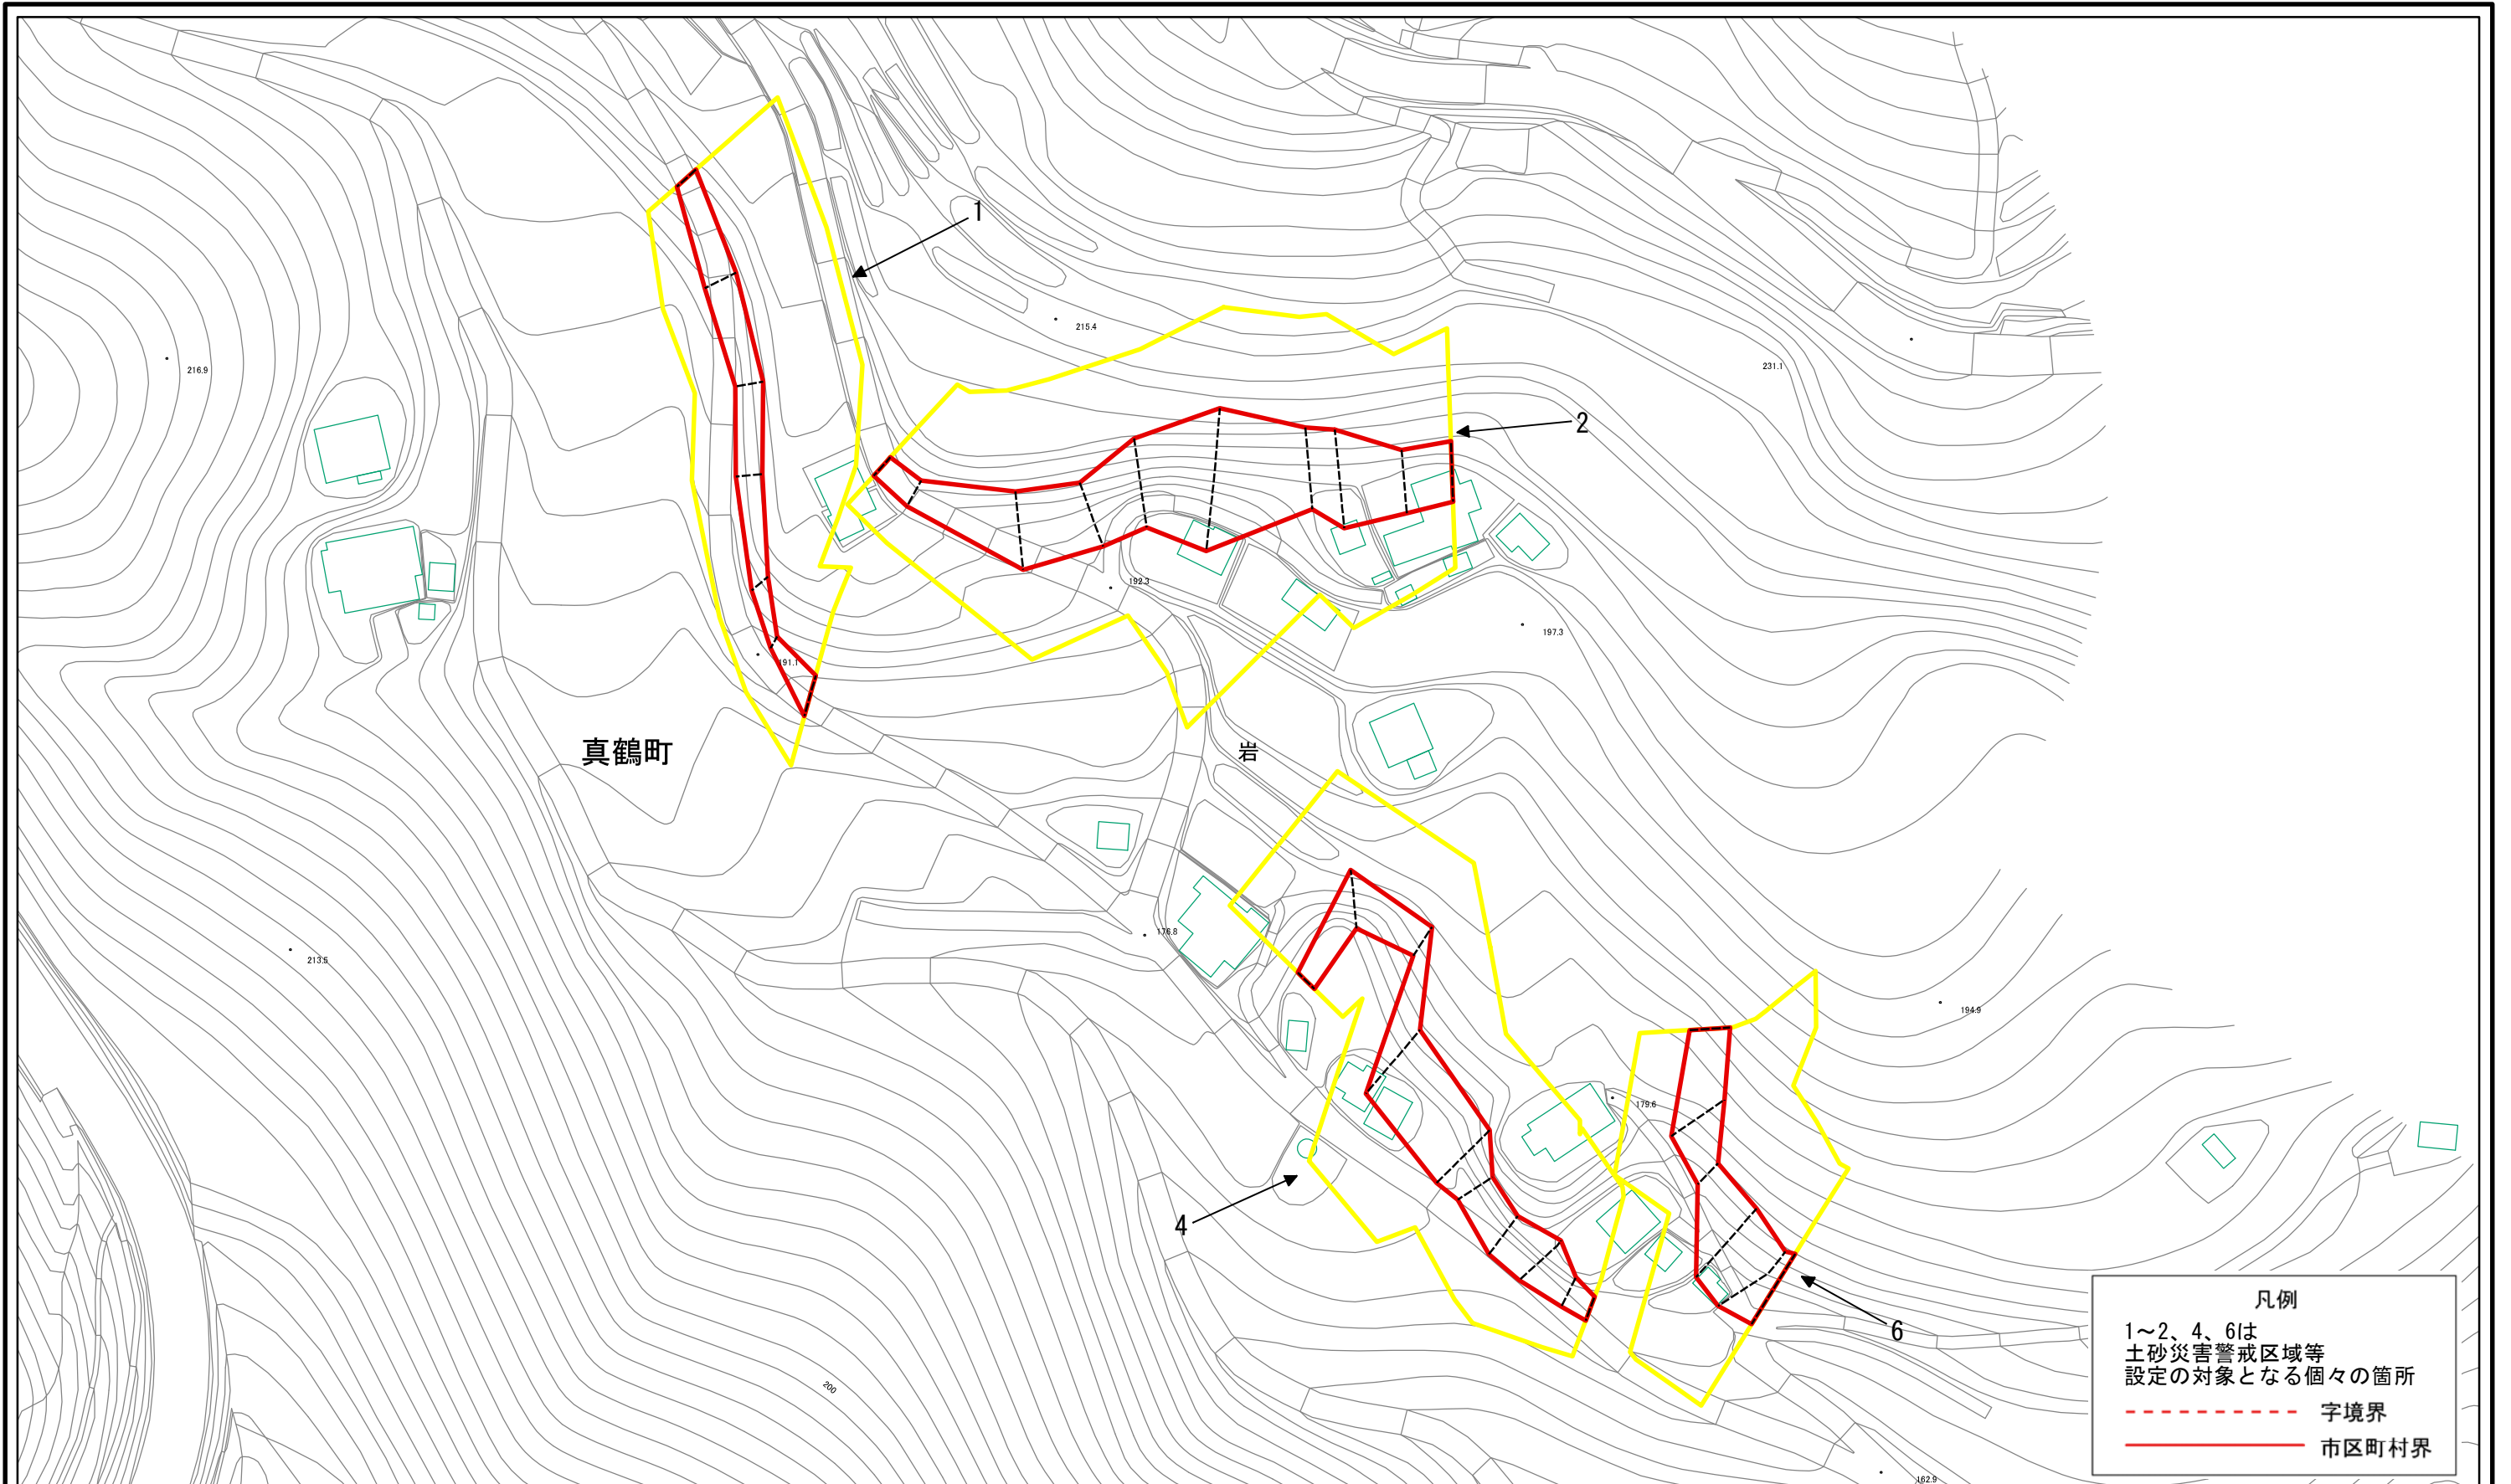 1
215.4
216.9
231.1
2
192.3
197.3
191.1
真鶴町
岩
176.8
213.5
194.9
179.6
4
6
200
162.9
凡例
1～2、4、6は
土砂災害警戒区域等
設定の対象となる個々の箇所
字境界
市区町村界